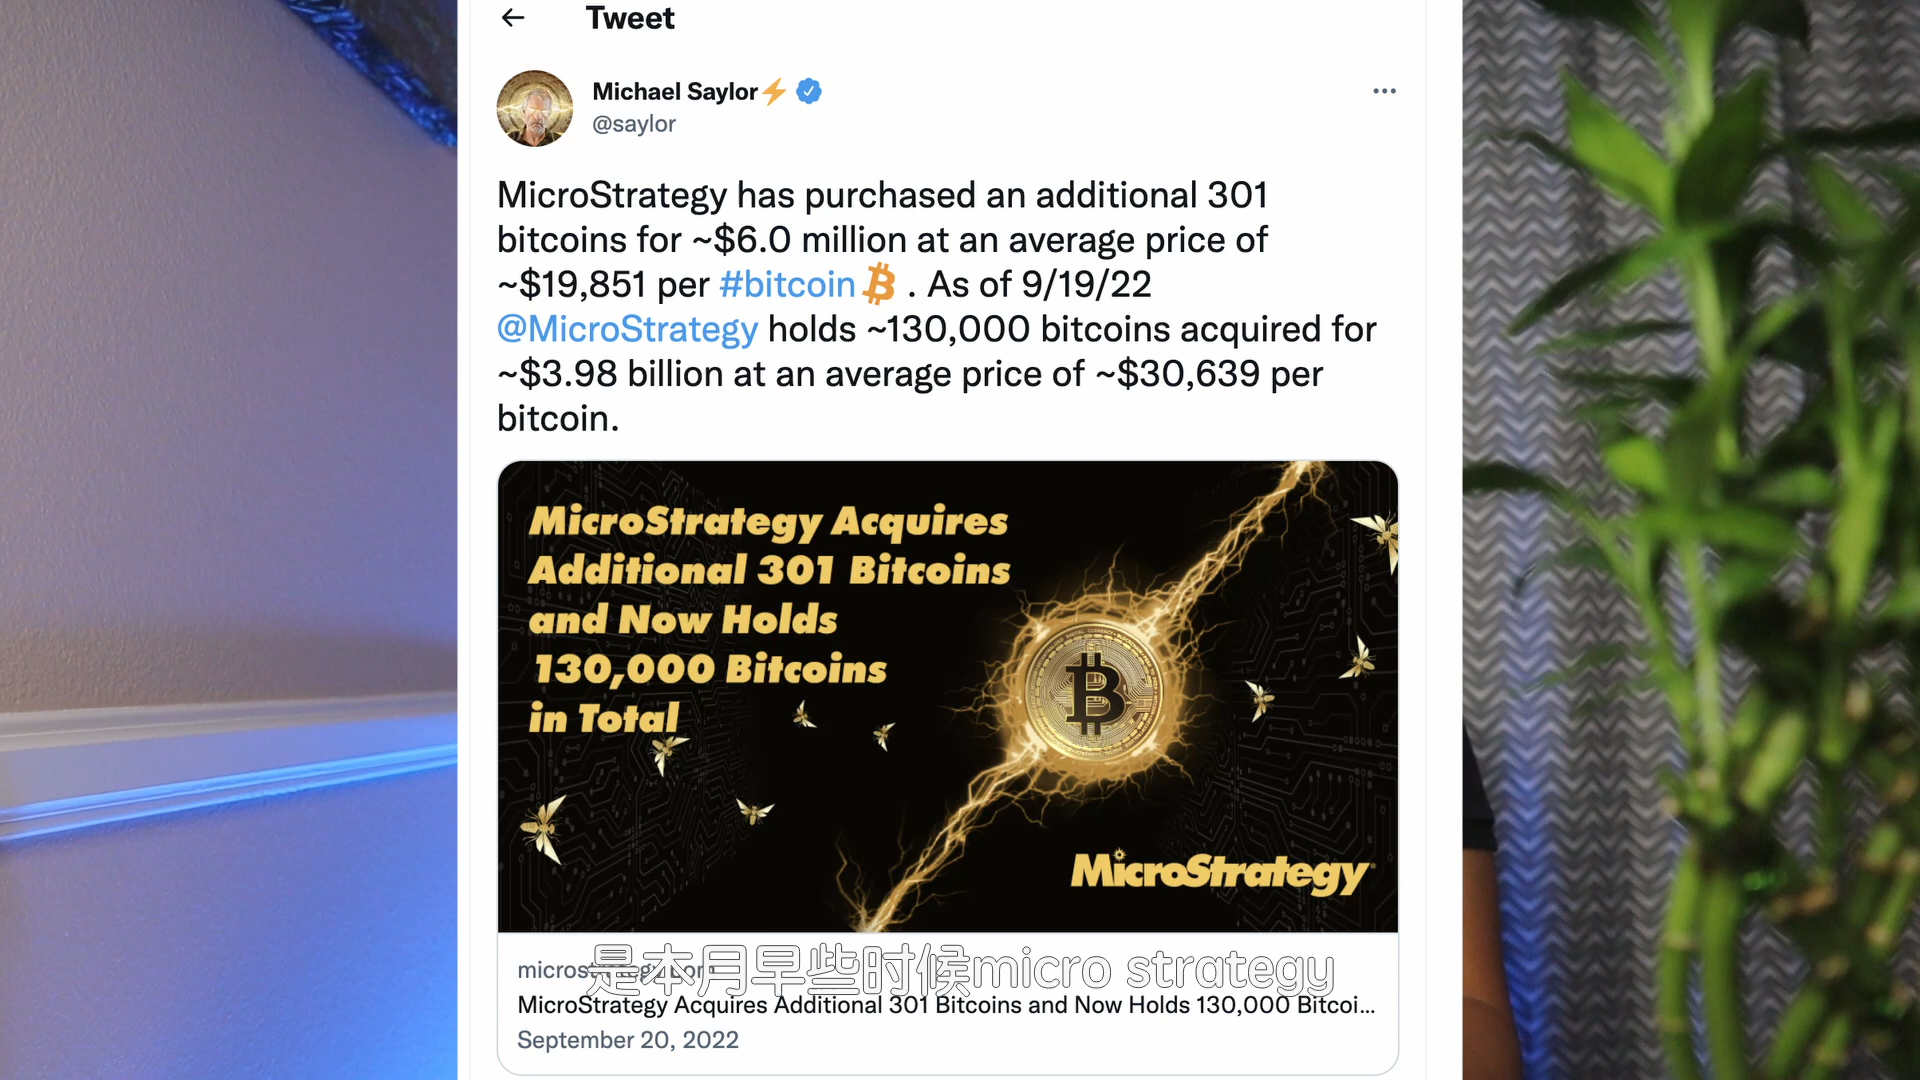 Tweet
Michael Saylor⚡
@saylor
MicroStrategy has purchased an additional 301
bitcoins for ~$6.0 million at an average price of
~$19,851 per #bitcoin . As of 9/19/22
@MicroStrategy holds ~130,000 bitcoins acquired for
~$3.98 billion at an average price of ~$30,639 per
bitcoin.
MicroStrategy Acquires
Additional 301 Bitcoins
and Now Holds
130,000 Bitcoins
in Total
MicroStrategy
microstrategy.com
是本月早些时候micro strategy
MicroStrategy Acquires Additional 301 Bitcoins and Now Holds 130,000 Bitcoi...
September 20, 2022